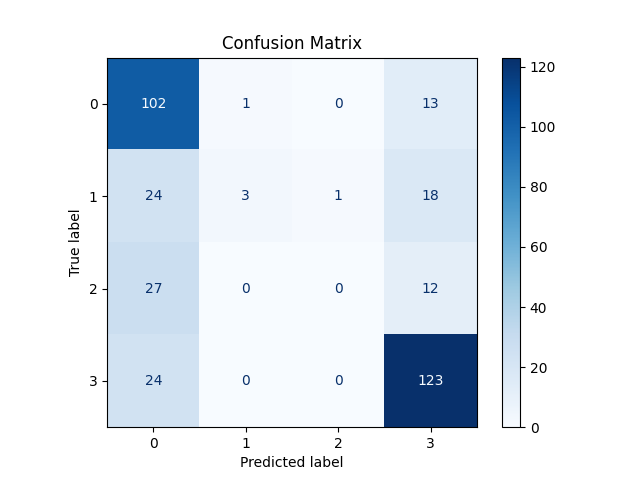 Confusion Matrix
True label
0 102 1 0 13
1 24 3 1 18
2 27 0 0 12
3 24 0 0 123
0 1 2 3
Predicted label
120
100
80
60
40
20
0